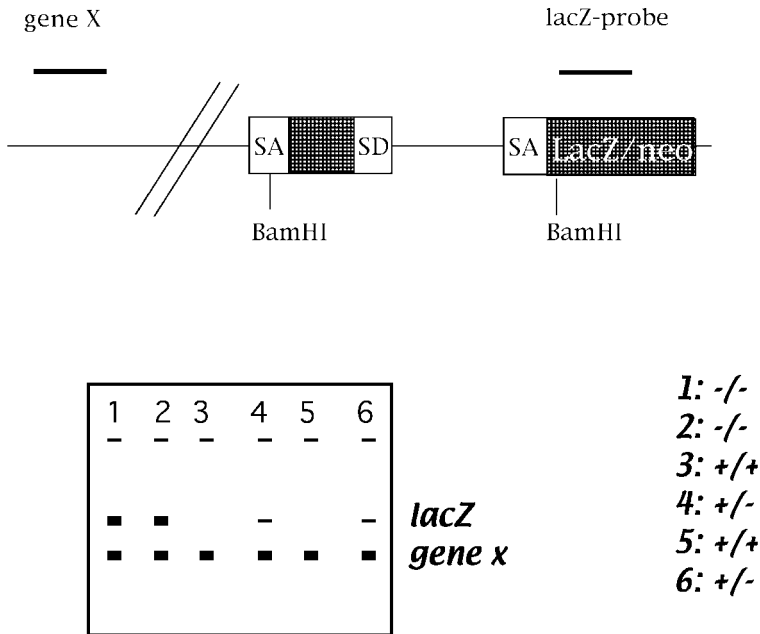 gene X
lacZ-probe
SA
SD
SA
LacZ/neo
BamHI
BamHI
1 2 3 4 5 6
lacZ
gene x
1: -/-
2: -/-
3: +/+
4: +/-
5: +/+
6: +/-